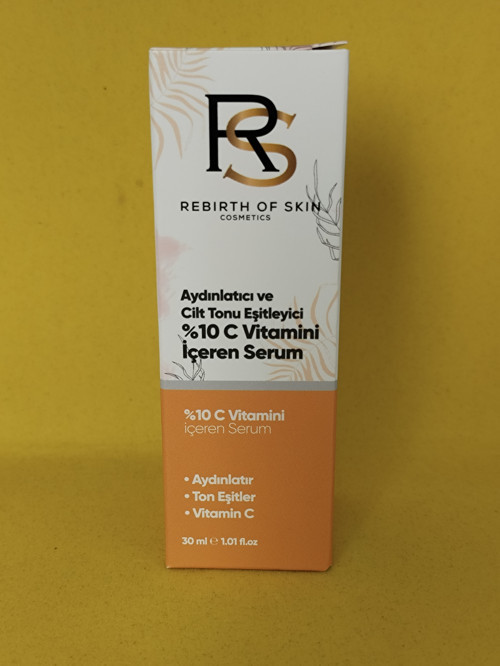 RS
REBIRTH OF SKIN
COSMETICS
Aydınlatıcı ve
Cilt Tonu Eşitleyici
%10 C Vitamini
İçeren Serum
%10 C Vitamini
içeren Serum
• Aydınlatır
• Ton Eşitler
• Vitamin C
30 ml ℮ 1.01 fl.oz